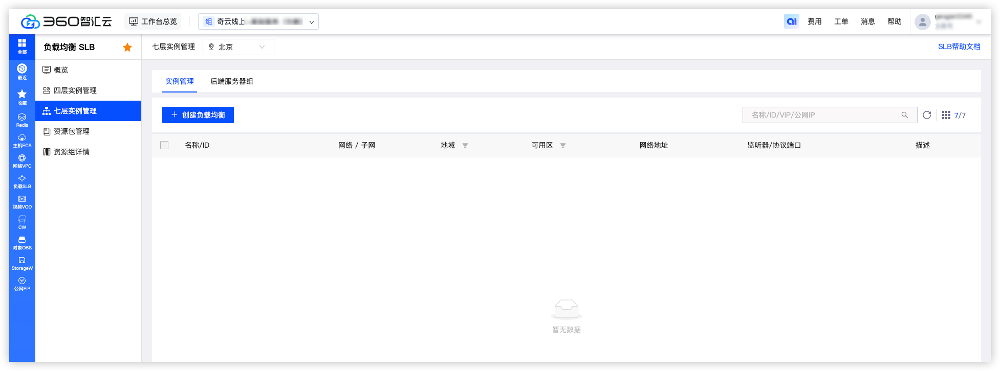 360智汇云
工作台总览
组 奇云线上
费用
工单
消息
帮助
全部
最近
收藏
Redis
主机ECS
网络VPC
负载SLB
视频VOD
CW
对象OBS
StorageW
公网EIP
负载均衡 SLB
概览
四层实例管理
七层实例管理
资源包管理
资源组详情
七层实例管理
北京
SLB帮助文档
实例管理
后端服务器组
创建负载均衡
名称/ID/VIP/公网IP
7/7
名称/ID
网络 / 子网
地域
可用区
网络地址
监听器/协议端口
描述
暂无数据